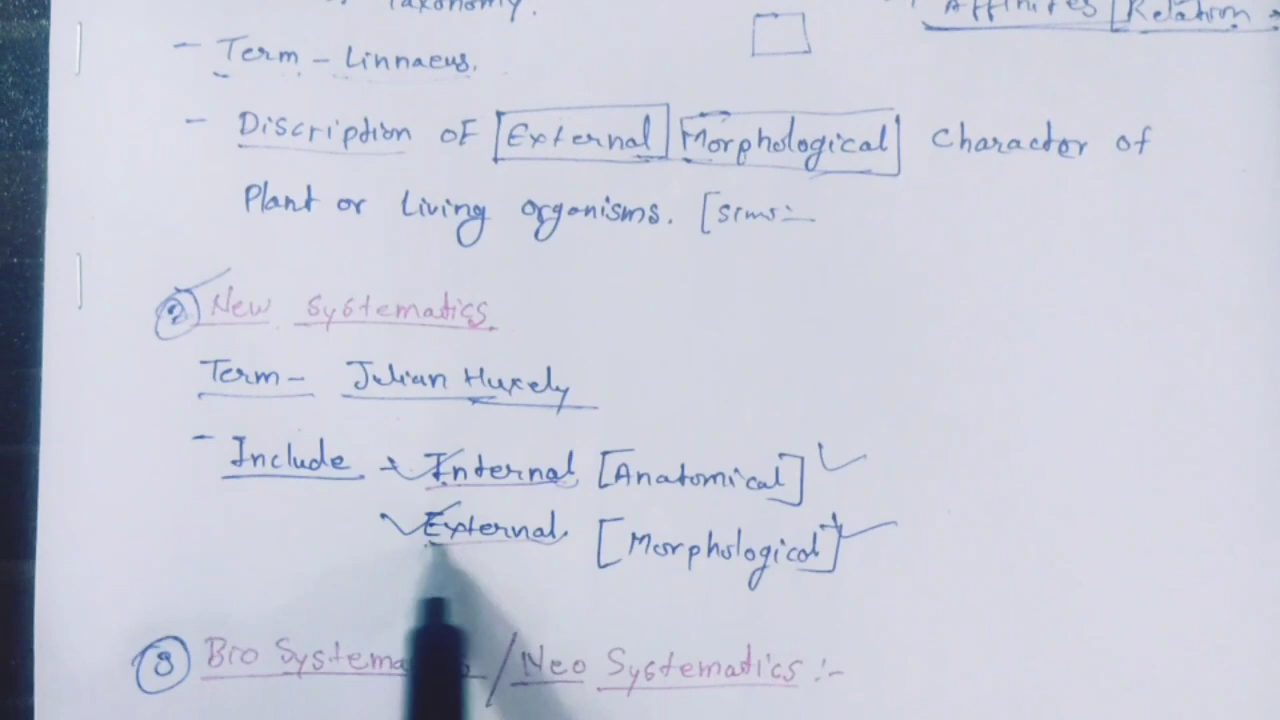 Taxonomy.
Affinites | Relation
- Term - Linnaeus.
- Discription of [External] [Morphological] Character of
Plant or Living organisms.
② New Systematics
Term - Julian Huxely
- Include → Internal [Anatomical] ✓
External [Morphological] ✓
③ Bio Systema / Neo Systematics :-